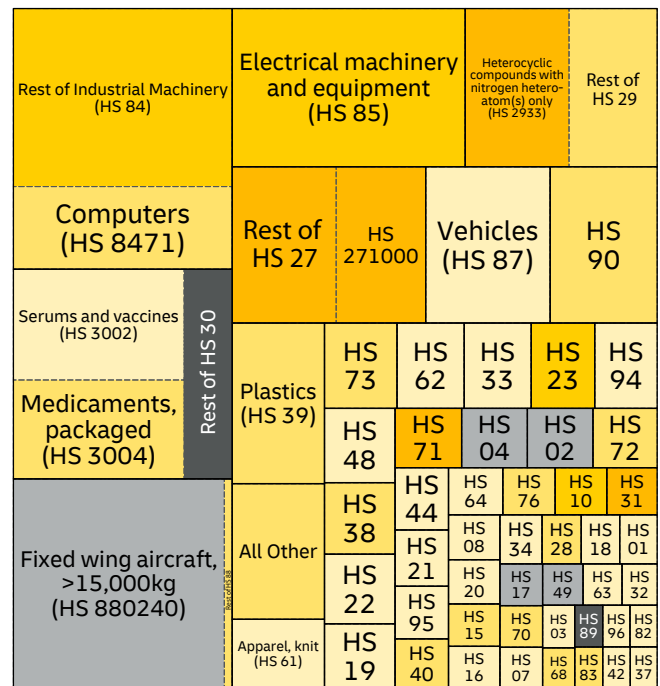 Rest of Industrial Machinery
(HS 84)
Computers
(HS 8471)
Serums and vaccines
(HS 3002)
Medicaments,
packaged
(HS 3004)
Rest of HS 30
Fixed wing aircraft,
>15,000kg
(HS 880240)
Rest of HS 88
Electrical machinery
and equipment
(HS 85)
Heterocyclic
compounds with
nitrogen hetero-
atom(s) only
(HS 2933)
Rest of
HS 29
Rest of
HS 27
HS
271000
Vehicles
(HS 87)
HS
90
Plastics
(HS 39)
All Other
Apparel, knit
(HS 61)
HS
73
HS
62
HS
33
HS
23
HS
94
HS
48
HS
71
HS
04
HS
02
HS
72
HS
38
HS
22
HS
19
HS
44
HS
21
HS
95
HS
40
HS
64
HS
76
HS
10
HS
31
HS
08
HS
34
HS
28
HS
18
HS
01
HS
20
HS
17
HS
49
HS
63
HS
32
HS
15
HS
70
HS
03
HS
89
HS
96
HS
82
HS
16
HS
07
HS
68
HS
83
HS
42
HS
37